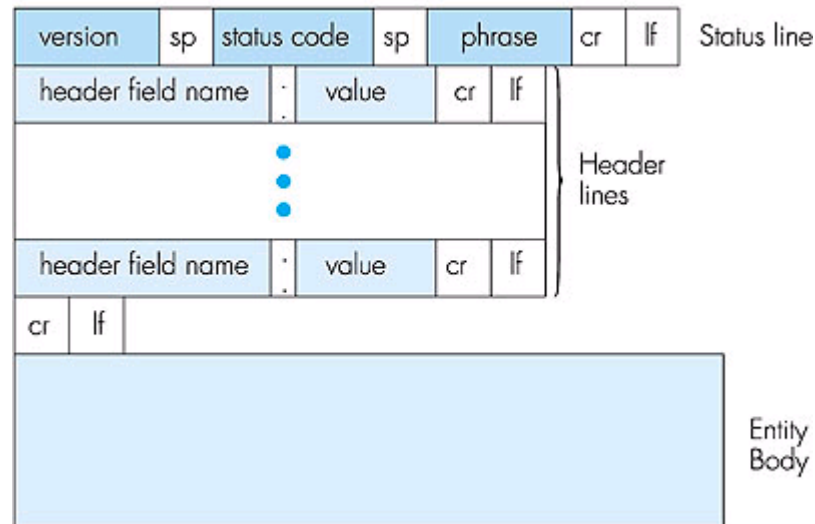 version sp status code sp phrase cr lf Status line
header field name : value cr lf
Header
lines
header field name : value cr lf
cr lf
Entity
Body